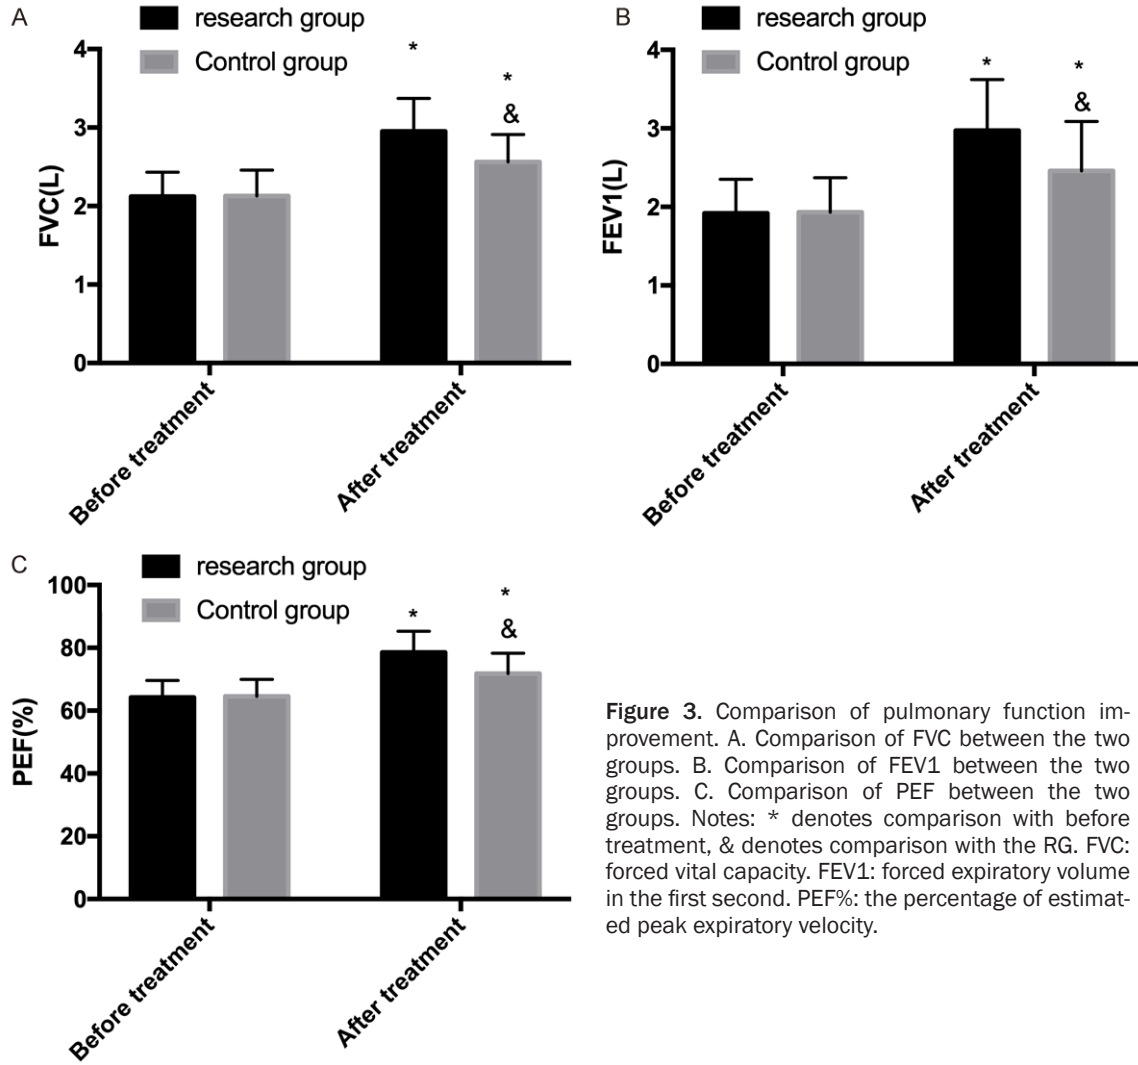 A
research group
Control group
4
3
2
1
0
FVC(L)
*
*
&
Before treatment
After treatment
B
research group
Control group
4
3
2
1
0
FEV1(L)
*
*
&
Before treatment
After treatment
C
research group
Control group
100
80
60
40
20
0
PEF(%)
*
*
&
Before treatment
After treatment
Figure 3. Comparison of pulmonary function im-
provement. A. Comparison of FVC between the two
groups. B. Comparison of FEV1 between the two
groups. C. Comparison of PEF between the two
groups. Notes: * denotes comparison with before
treatment, & denotes comparison with the RG. FVC:
forced vital capacity. FEV1: forced expiratory volume
in the first second. PEF%: the percentage of estimat-
ed peak expiratory velocity.